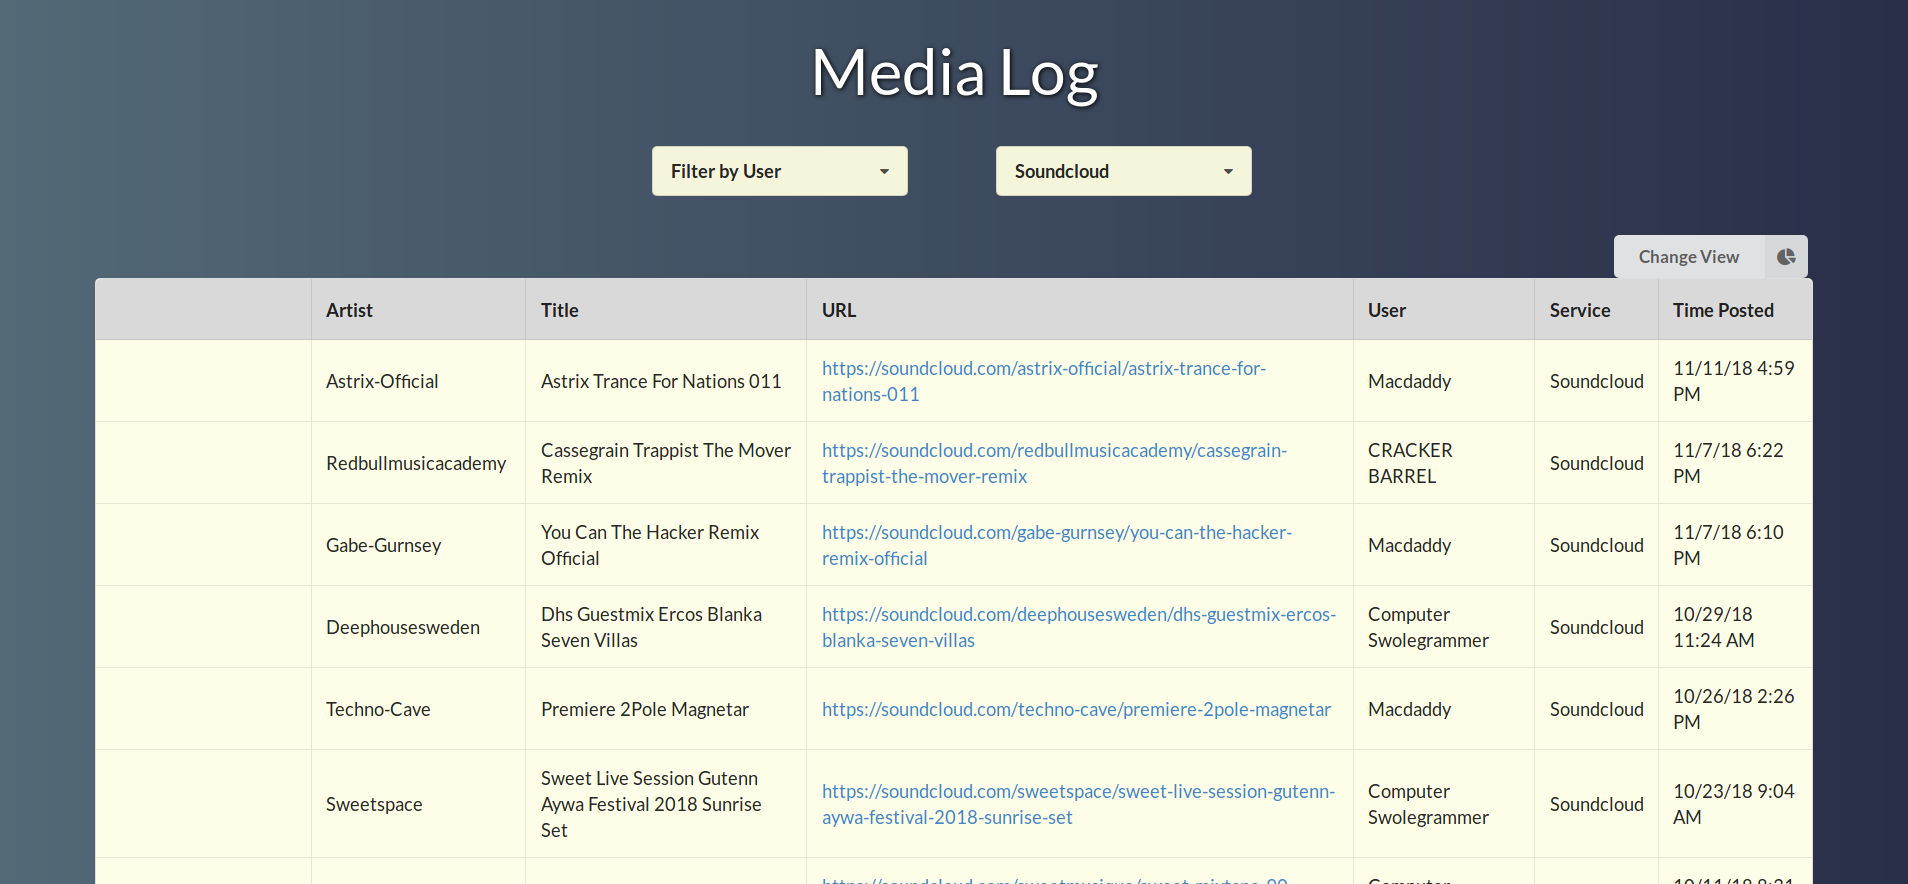 Media Log
Filter by User
Soundcloud
Change View
Artist Title URL User Service Time Posted
Astrix-Official Astrix Trance For Nations 011 https://soundcloud.com/astrix-official/astrix-trance-for- Macdaddy Soundcloud 11/11/18 4:59
nations-011 PM
Redbullmusicacademy Cassegrain Trappist The Mover https://soundcloud.com/redbullmusicacademy/cassegrain- CRACKER Soundcloud 11/7/18 6:22
Remix trappist-the-mover-remix BARREL PM
Gabe-Gurnsey You Can The Hacker Remix https://soundcloud.com/gabe-gurnsey/you-can-the-hacker- Macdaddy Soundcloud 11/7/18 6:10
Official remix-official PM
Deephousesweden Dhs Guestmix Ercos Blanka https://soundcloud.com/deephousesweden/dhs-guestmix-ercos- Computer Soundcloud 10/29/18
Seven Villas blanka-seven-villas Swolegrammer 11:24 AM
Techno-Cave Premiere 2Pole Magnetar https://soundcloud.com/techno-cave/premiere-2pole-magnetar Macdaddy Soundcloud 10/26/18 2:26
PM
Sweetspace Sweet Live Session Gutenn https://soundcloud.com/sweetspace/sweet-live-session-gutenn- Computer Soundcloud 10/23/18 9:04
Aywa Festival 2018 Sunrise aywa-festival-2018-sunrise-set Swolegrammer AM
Set
Computer